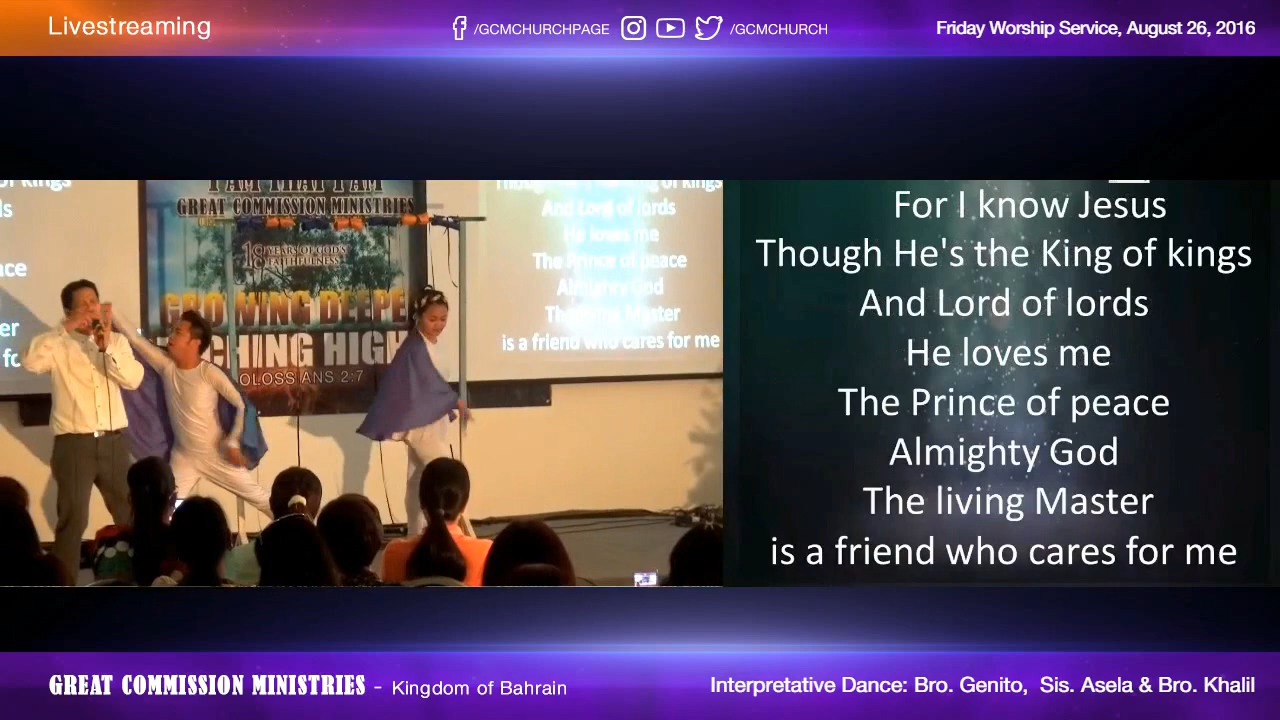 Livestreaming
/GCMCHURCHPAGE
/GCMCHURCH
Friday Worship Service, August 26, 2016
I AM THAT I AM
GREAT COMMISSION MINISTRIES
18 YEARS OF GOD'S
FAITHFULNESS
And Lord of lords
He loves me
The Prince of peace
Almighty God
is a friend who cares for me
For I know Jesus
Though He's the King of kings
And Lord of lords
He loves me
The Prince of peace
Almighty God
The living Master
is a friend who cares for me
GREAT COMMISSION MINISTRIES - Kingdom of Bahrain
Interpretative Dance: Bro. Genito, Sis. Asela & Bro. Khalil